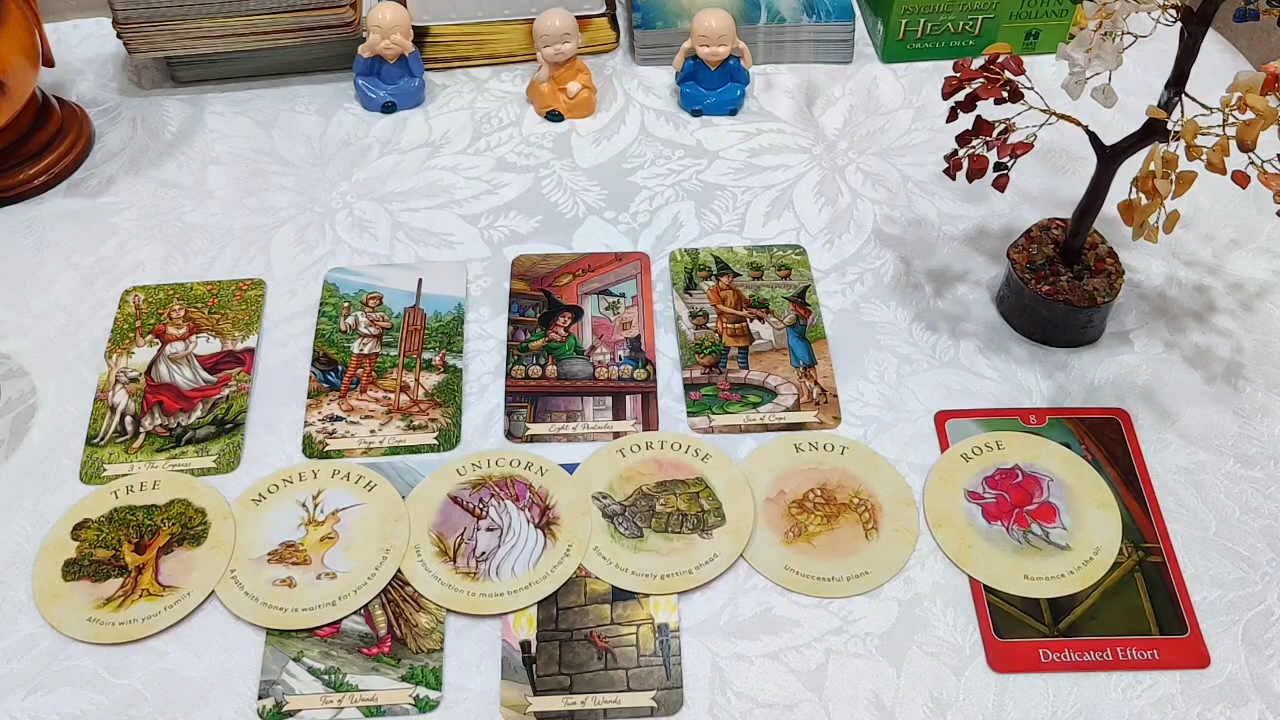 PSYCHIC TAROT
for the
HEART
ORACLE DECK
JOHN
HOLLAND
HAY
3 • The Empress
Page of Cups
Eight of Pentacles
Six of Cups
8
TREE
Affairs with your family.
MONEY PATH
A path with money is waiting for you to find it.
UNICORN
Use your intuition to make beneficial changes.
TORTOISE
Slowly but surely getting ahead.
KNOT
Unsuccessful plans.
ROSE
Romance is in the air.
Dedicated Effort
Ten of Wands
Two of Wands